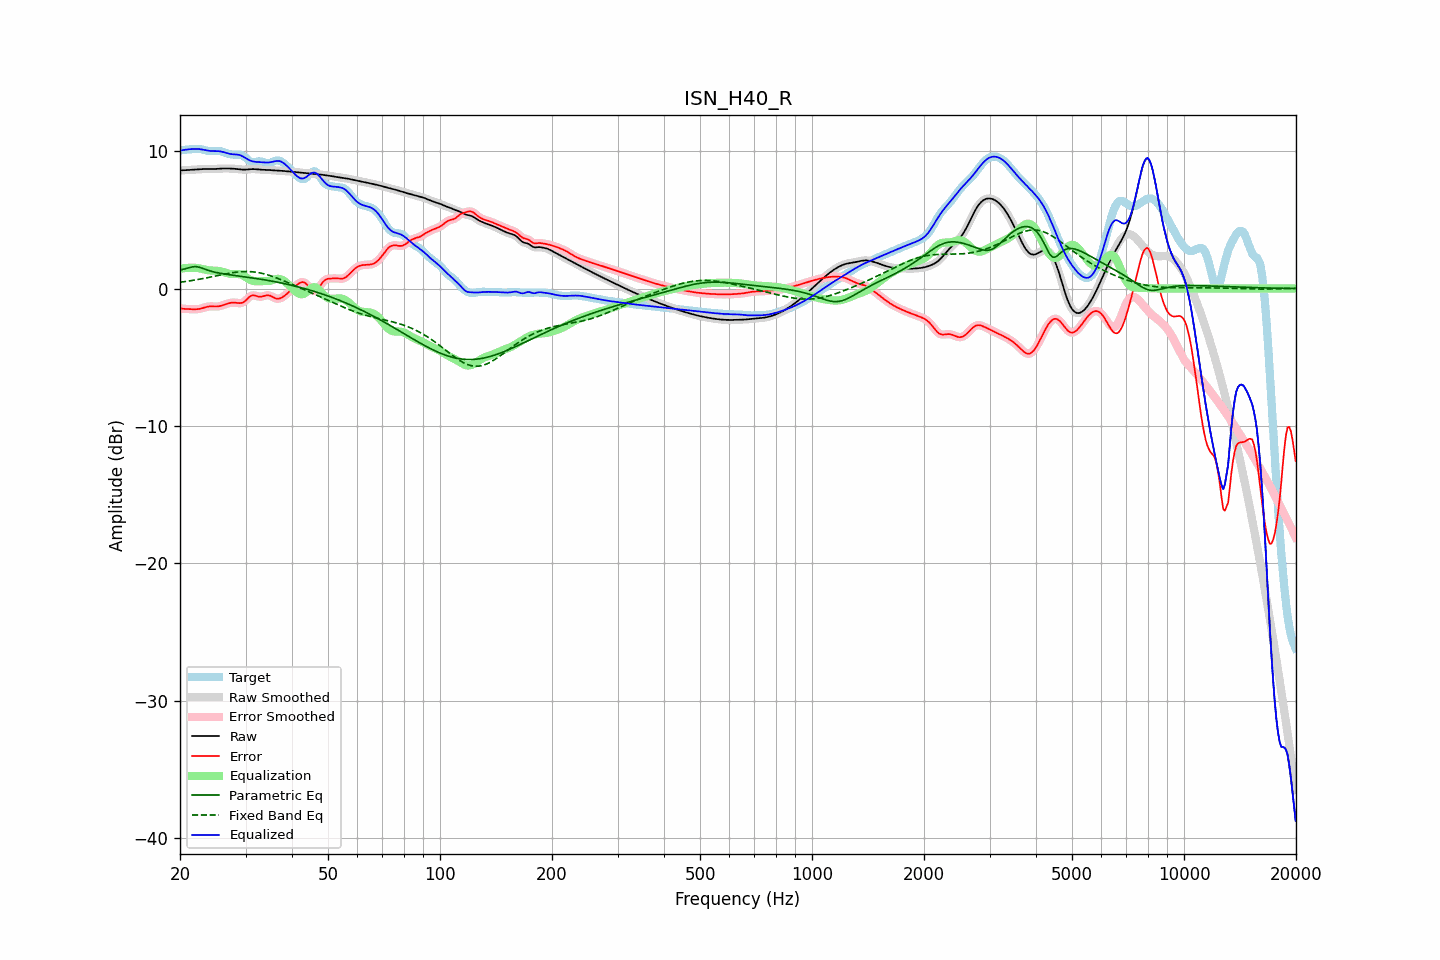 ISN_H40_R
Amplitude (dBr)
10
0
−10
−20
−30
−40
Target
Raw Smoothed
Error Smoothed
Raw
Error
Equalization
Parametric Eq
Fixed Band Eq
Equalized
20 50 100 200 500 1000 2000 5000 10000 20000
Frequency (Hz)